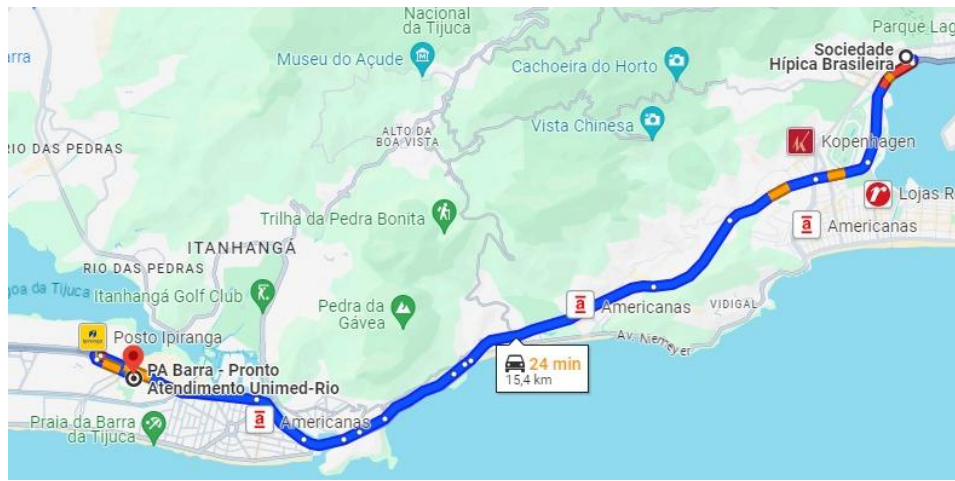 Nacional
da Tijuca
Parque Lag
Museu do Açude
Sociedade
Hípica Brasileira
Cachoeira do Horto
ALTO DA
BOA VISTA
Vista Chinesa
RIO DAS PEDRAS
Kopenhagen
Lojas R
Trilha da Pedra Bonita
a
Americanas
ITANHANGÁ
RIO DAS PEDRAS
Itanhangá Golf Club
da Tijuca
Pedra da
Gávea
a
Americanas
VIDIGAL
Av. Niemeyer
Ipiranga
Posto Ipiranga
24 min
15,4 km
PA Barra - Pronto
Atendimento Unimed-Rio
a
Americanas
Praia da Barra
da Tijuca